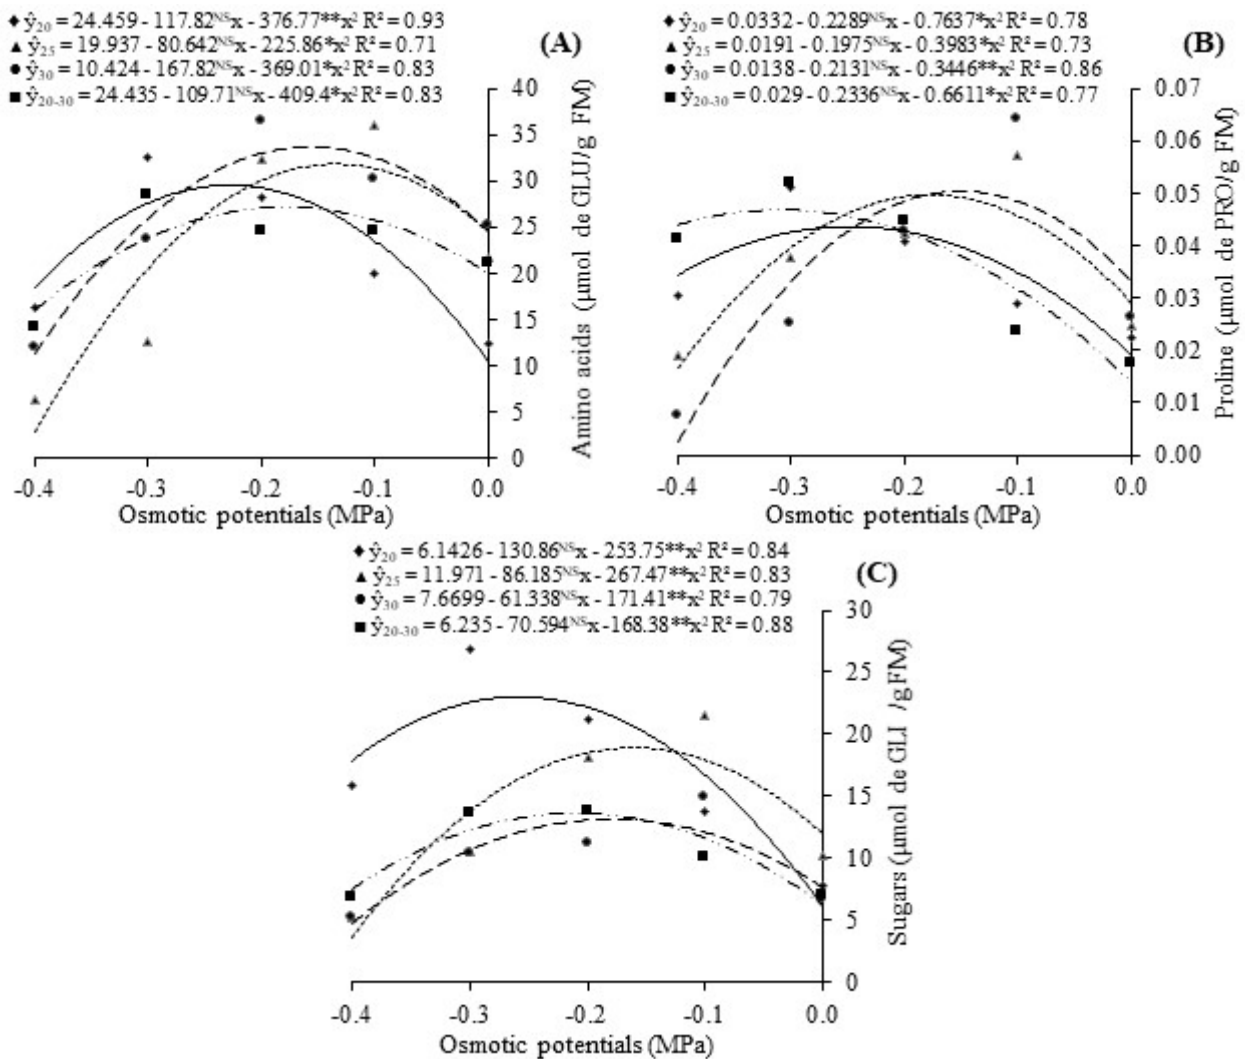 ŷ20 = 24.459 - 117.82NSx - 376.77**x² R² = 0.93
ŷ25 = 19.937 - 80.642NSx - 225.86*x² R² = 0.71
ŷ30 = 10.424 - 167.82NSx - 369.01*x² R² = 0.83
ŷ20-30 = 24.435 - 109.71NSx - 409.4*x² R² = 0.83
(A)
40
35
30
25
20
15
10
5
0
Amino acids (µmol de GLU/g FM)
-0.4 -0.3 -0.2 -0.1 0.0
Osmotic potentials (MPa)
ŷ20 = 0.0332 - 0.2289NSx - 0.7637*x² R² = 0.78
ŷ25 = 0.0191 - 0.1975NSx - 0.3983*x² R² = 0.73
ŷ30 = 0.0138 - 0.2131NSx - 0.3446**x² R² = 0.86
ŷ20-30 = 0.029 - 0.2336NSx - 0.6611*x² R² = 0.77
(B)
0.07
0.06
0.05
0.04
0.03
0.02
0.01
0.00
Proline (µmol de PRO/g FM)
-0.4 -0.3 -0.2 -0.1 0.0
Osmotic potentials (MPa)
ŷ20 = 6.1426 - 130.86NSx - 253.75**x² R² = 0.84
ŷ25 = 11.971 - 86.185NSx - 267.47**x² R² = 0.83
ŷ30 = 7.6699 - 61.338NSx - 171.41**x² R² = 0.79
ŷ20-30 = 6.235 - 70.594NSx -168.38**x² R² = 0.88
(C)
30
25
20
15
10
5
0
Sugars (µmol de GLI /g FM)
-0.4 -0.3 -0.2 -0.1 0.0
Osmotic potentials (MPa)